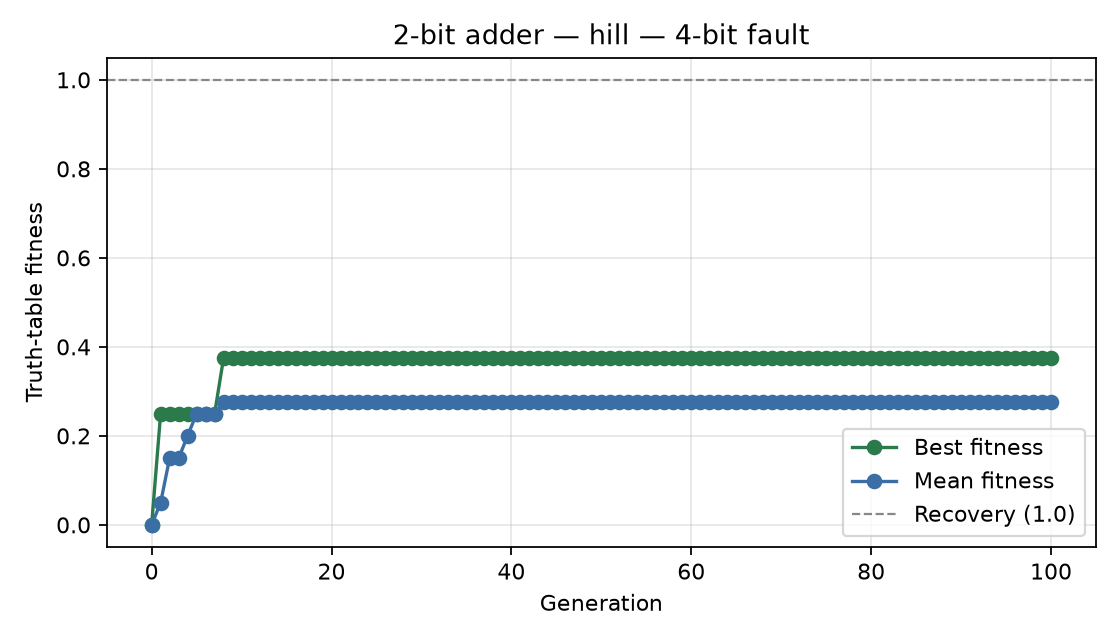 2-bit adder — hill — 4-bit fault
Truth-table fitness
1.0
0.8
0.6
0.4
0.2
0.0
Best fitness
Mean fitness
Recovery (1.0)
0 20 40 60 80 100
Generation